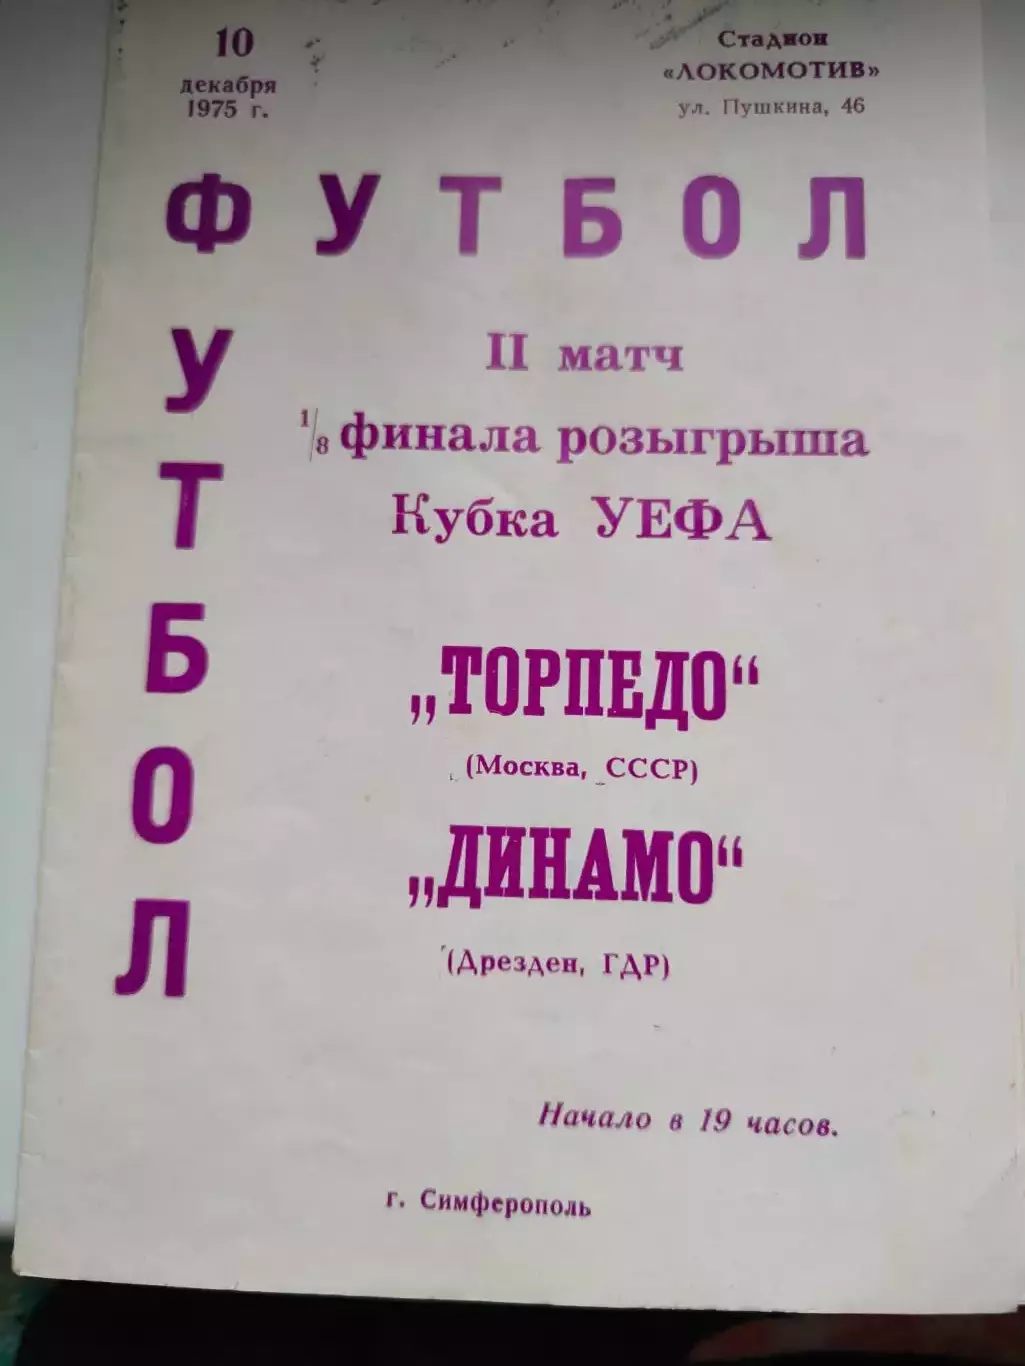 10
декабря
1975 г.
Стадион
«ЛОКОМОТИВ»
ул. Пушкина, 46
ФУТБОЛ
УТБОЛ
II матч
1/8 финала розыгрыша
Кубка УЕФА
„ТОРПЕДО“
(Москва, СССР)
„ДИНАМО“
(Дрезден, ГДР)
Начало в 19 часов.
г. Симферополь